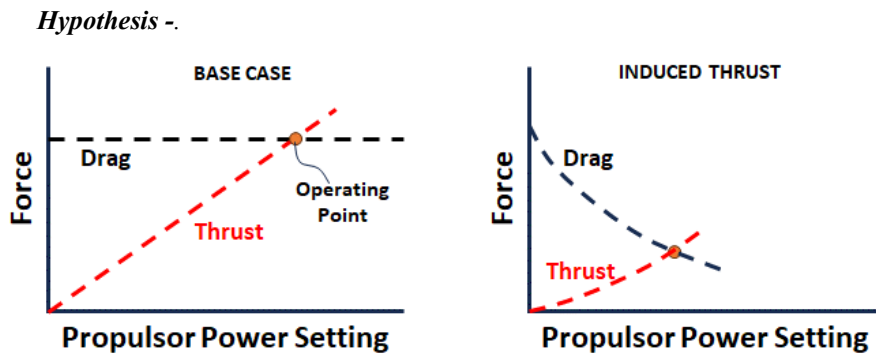 Hypothesis -.
BASE CASE
Force
Drag
Operating
Point
Thrust
Propulsor Power Setting
INDUCED THRUST
Force
Drag
Thrust
Propulsor Power Setting